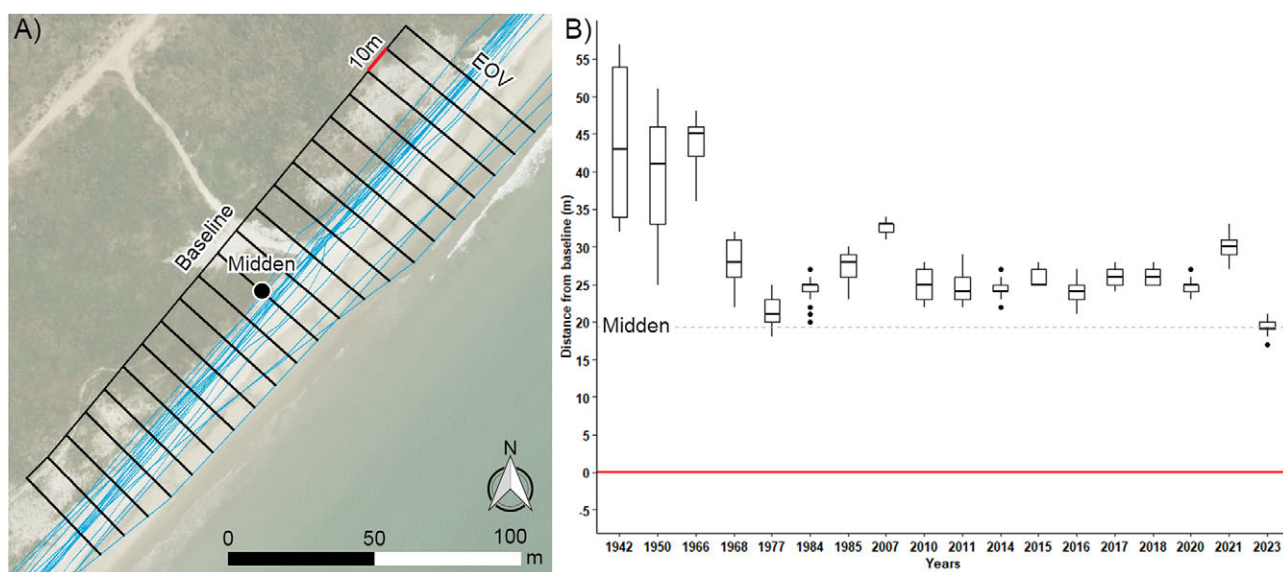 A)
10m
EOV
Baseline
Midden
N
0 50 100
m
B)
Distance from baseline (m)
55
50
45
40
35
30
25
20
Midden
15
10
5
0
-5
1942 1950 1966 1968 1977 1984 1985 2007 2010 2011 2014 2015 2016 2017 2018 2020 2021 2023
Years